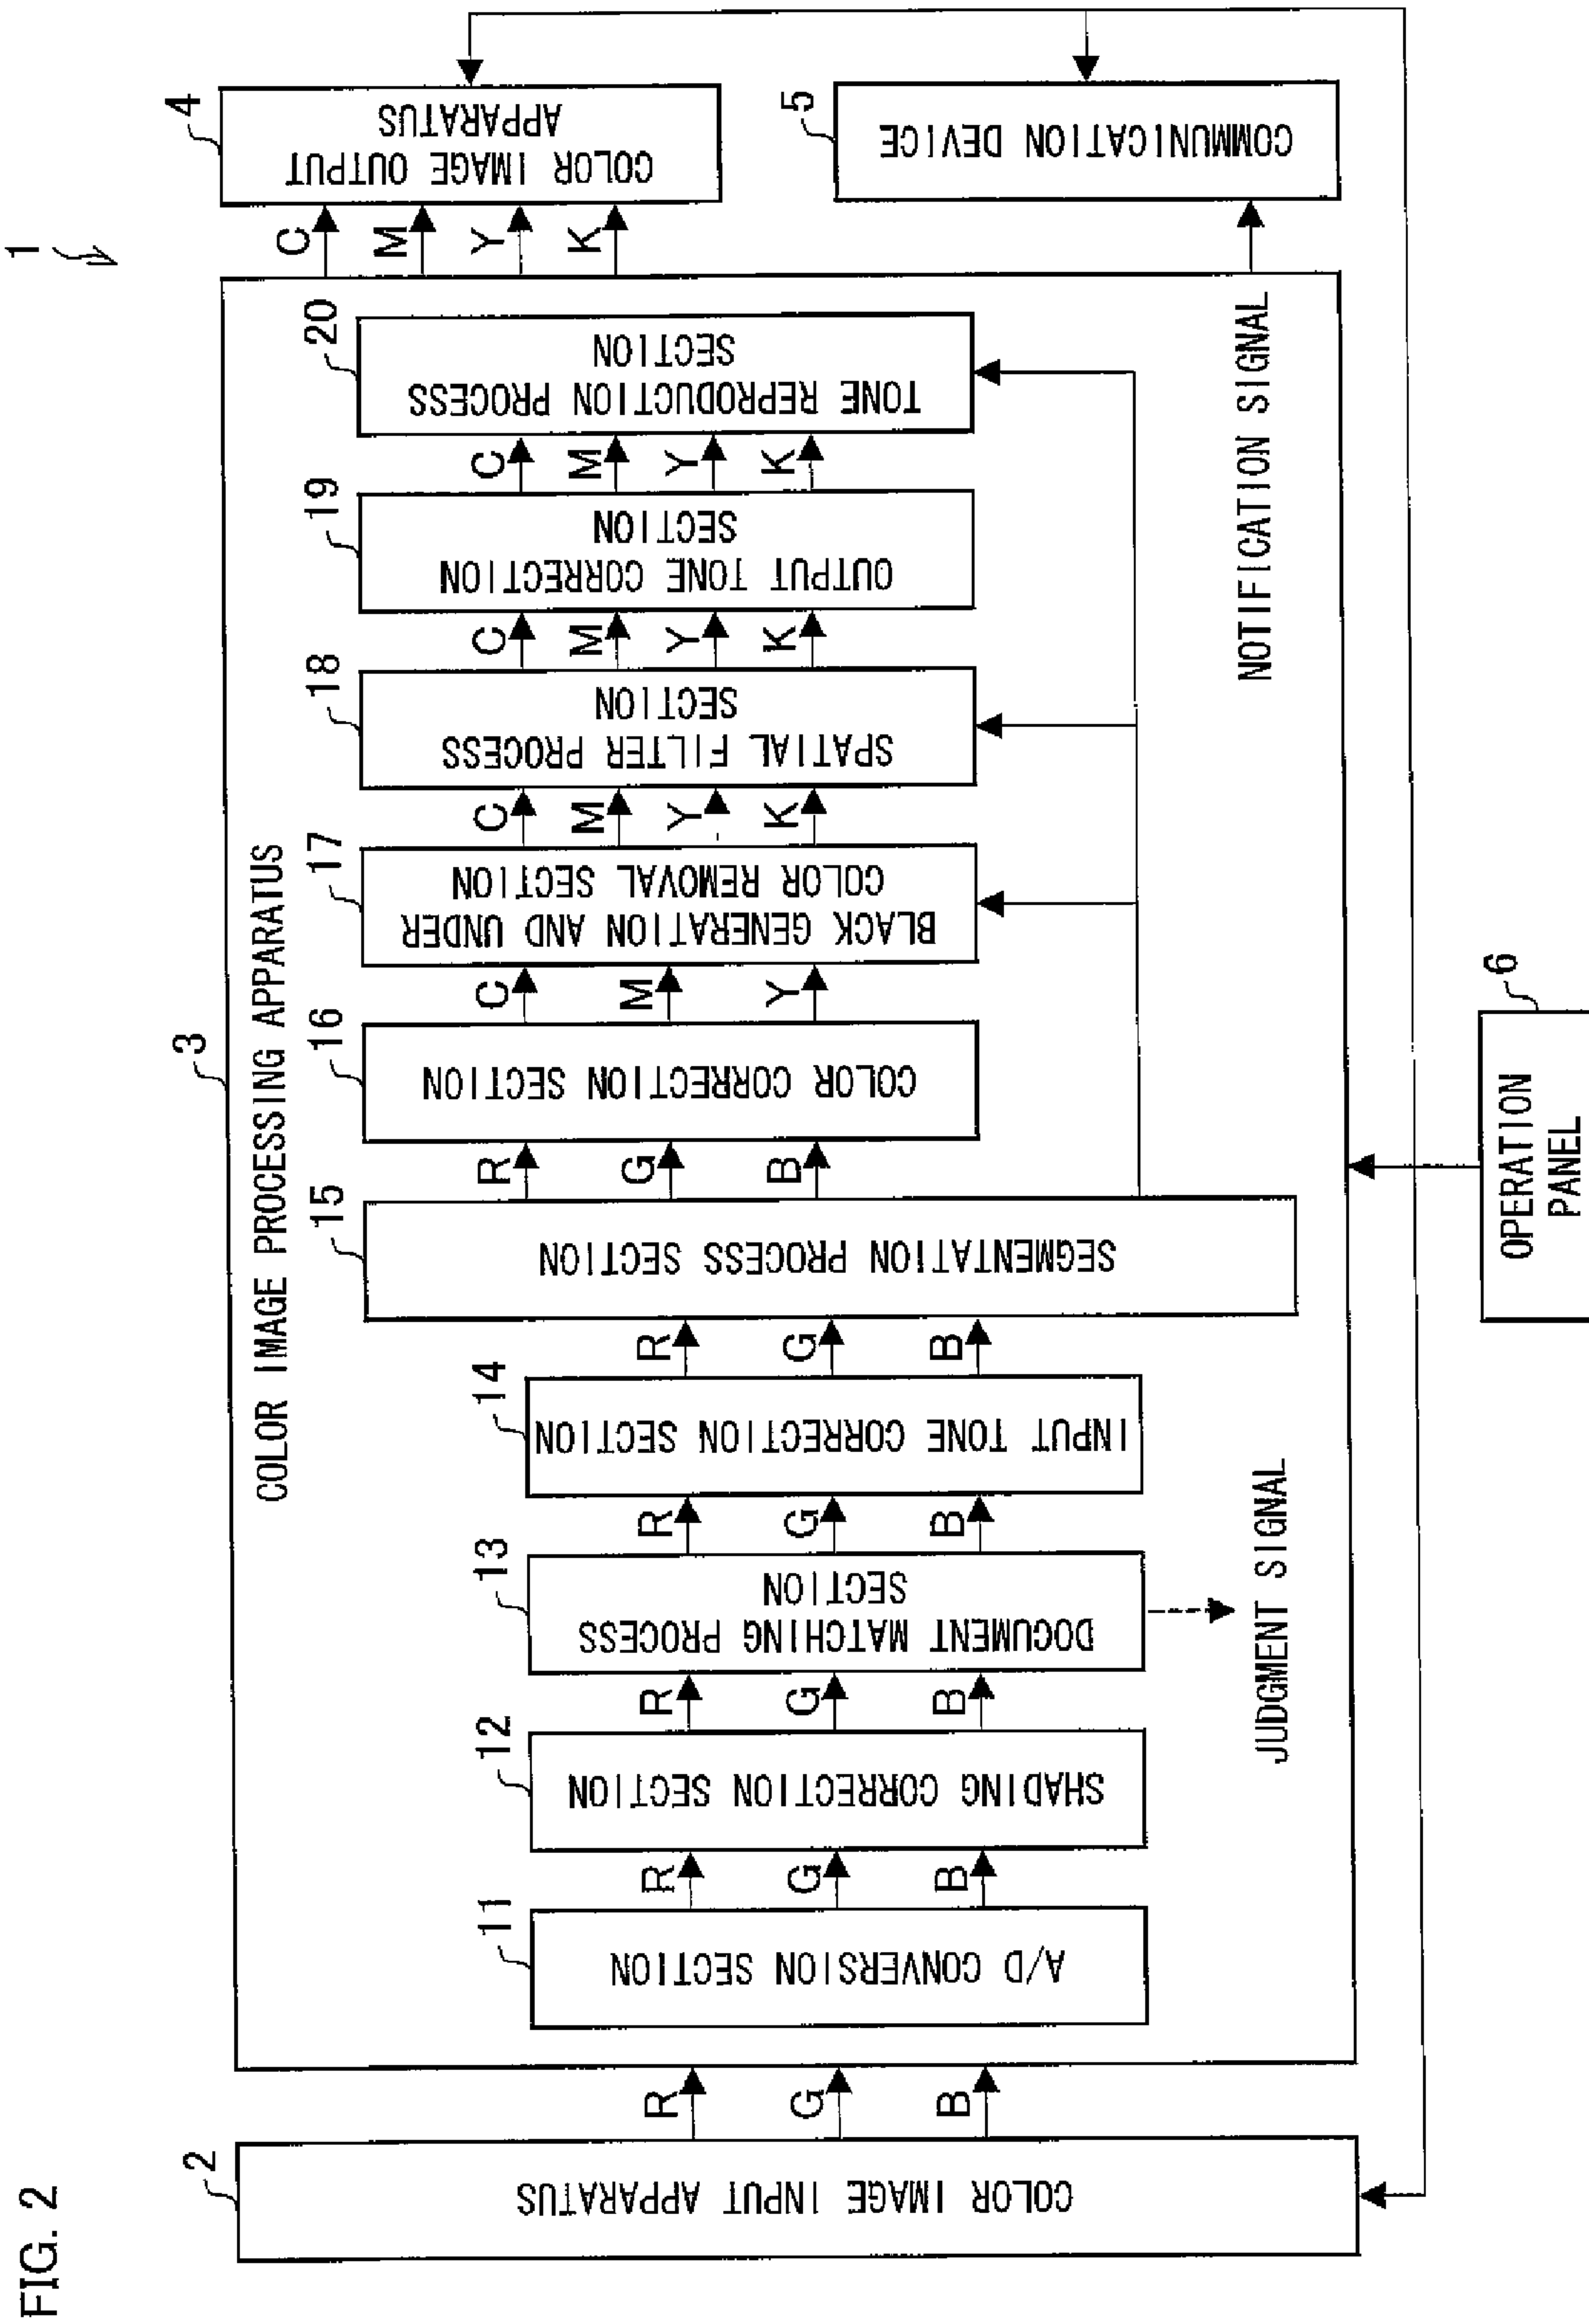 FIG. 2
1
3
COLOR IMAGE PROCESSING APPARATUS
2
COLOR IMAGE INPUT APPARATUS
R
G
B
11
A/D CONVERSION SECTION
R
G
B
12
SHADING CORRECTION SECTION
R
G
B
13
DOCUMENT MATCHING PROCESS
SECTION
JUDGMENT SIGNAL
R
G
B
14
INPUT TONE CORRECTION SECTION
R
G
B
15
SEGMENTATION PROCESS SECTION
R
G
B
16
COLOR CORRECTION SECTION
C
M
Y
17
BLACK GENERATION AND UNDER
COLOR REMOVAL SECTION
C
M
Y
K
18
SPATIAL FILTER PROCESS
SECTION
C
M
Y
K
19
OUTPUT TONE CORRECTION
SECTION
C
M
Y
K
20
TONE REPRODUCTION PROCESS
SECTION
C
M
Y
K
4
COLOR IMAGE OUTPUT
APPARATUS
NOTIFICATION SIGNAL
5
COMMUNICATION DEVICE
6
OPERATION
PANEL